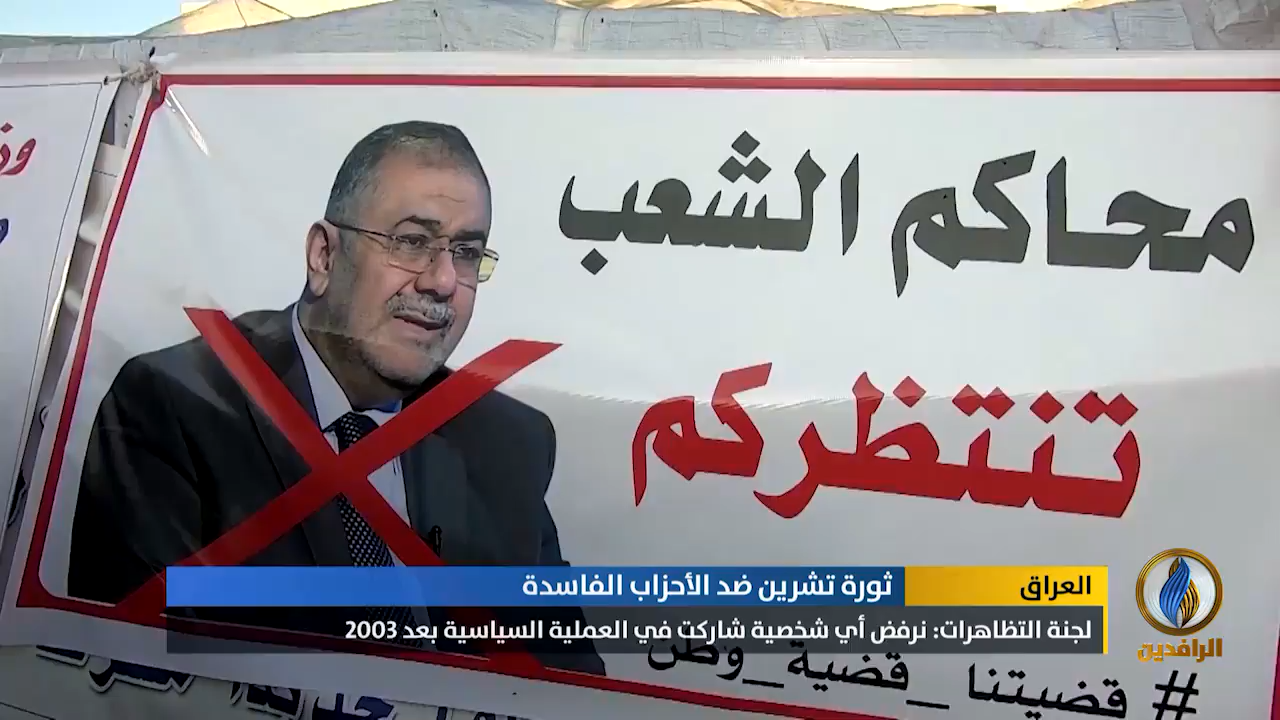 محاكم الشعب
تنتظركم
العراق
ثورة تشرين ضد الأحزاب الفاسدة
لجنة التظاهرات: نرفض أي شخصية شاركت في العملية السياسية بعد 2003
الرافدين
#قضيتنا_قضية_وطن